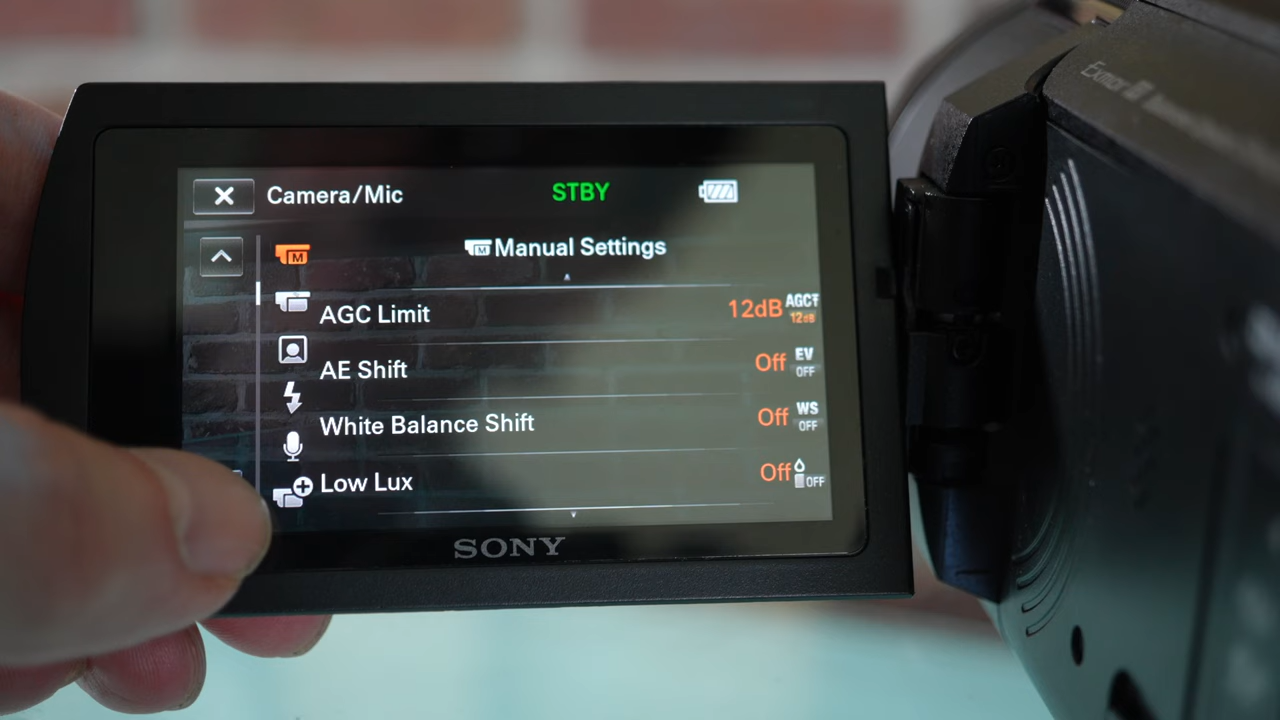 Camera/Mic
STBY
M
M Manual Settings
AGC Limit
12dB
AGC
12dB
AE Shift
Off
EV
OFF
White Balance Shift
Off
WS
OFF
Low Lux
Off
OFF
SONY
Exmor R